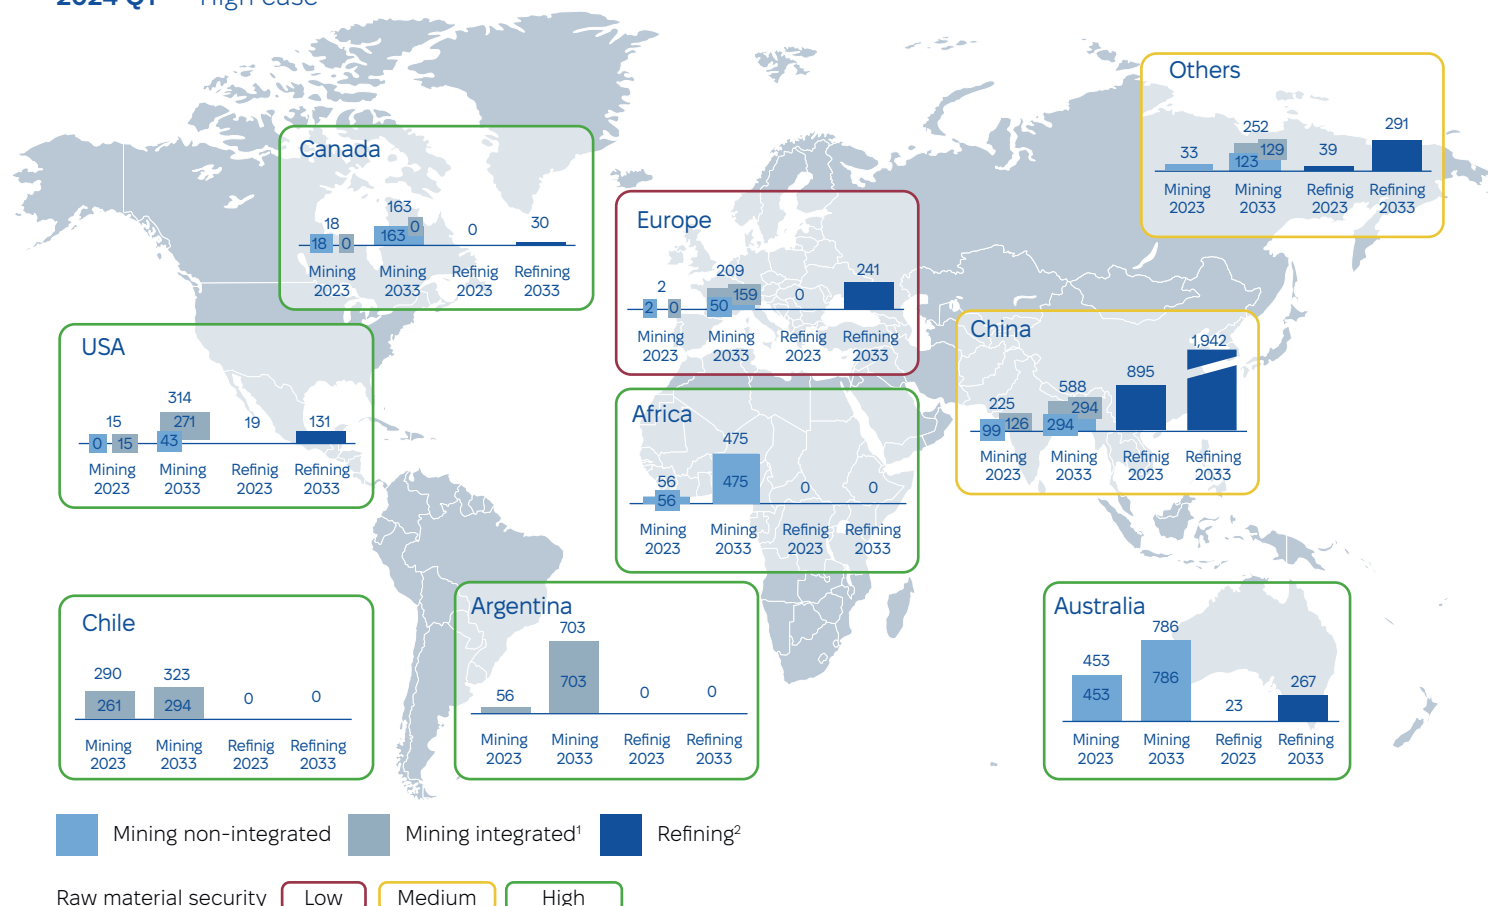 2024 Q1 High case
Others
252
291
33
129
39
123
Mining Mining Refinig Refining
2023 2033 2023 2033
Canada
18
163
18 0
163 0
0
30
Mining Mining Refinig Refining
2023 2033 2023 2033
Europe
2
209
241
2 0
50 159
0
Mining Mining Refinig Refining
2023 2033 2023 2033
China
225
588
895
1,942
99 126
294 294
Mining Mining Refinig Refining
2023 2033 2023 2033
USA
15
314
19
131
0 15
43 271
Mining Mining Refinig Refining
2023 2033 2023 2033
Africa
56
475
56
475
0
0
Mining Mining Refinig Refining
2023 2033 2023 2033
Chile
290
323
261
294
0
0
Mining Mining Refinig Refining
2023 2033 2023 2033
Argentina
703
56
703
0
0
Mining Mining Refinig Refining
2023 2033 2023 2033
Australia
453
786
453
786
23
267
Mining Mining Refinig Refining
2023 2033 2023 2033
Mining non-integrated Mining integrated¹ Refining²
Raw material security Low Medium High